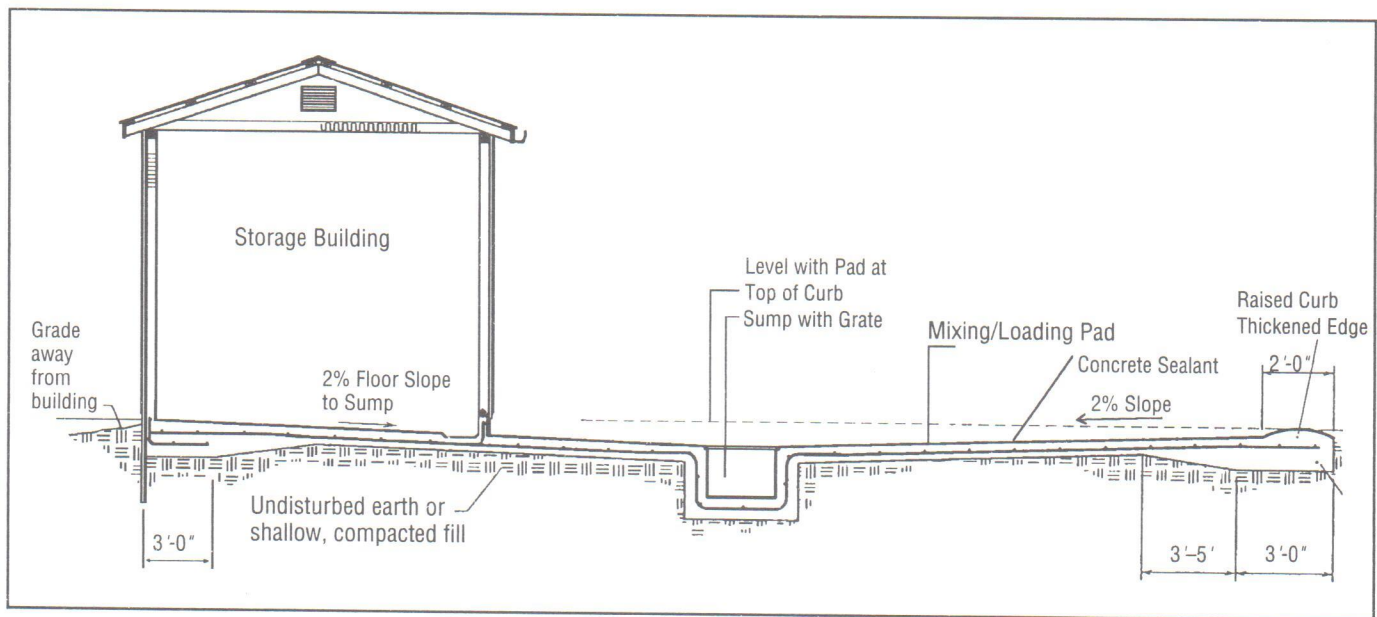 Storage Building
Level with Pad at
Top of Curb
Sump with Grate
Mixing/Loading Pad
Concrete Sealant
Raised Curb
Thickened Edge
2'-0"
2% Slope
Grade
away
from
building
2% Floor Slope
to Sump
Undisturbed earth or
shallow, compacted fill
3'-0"
3'–5'
3'-0"